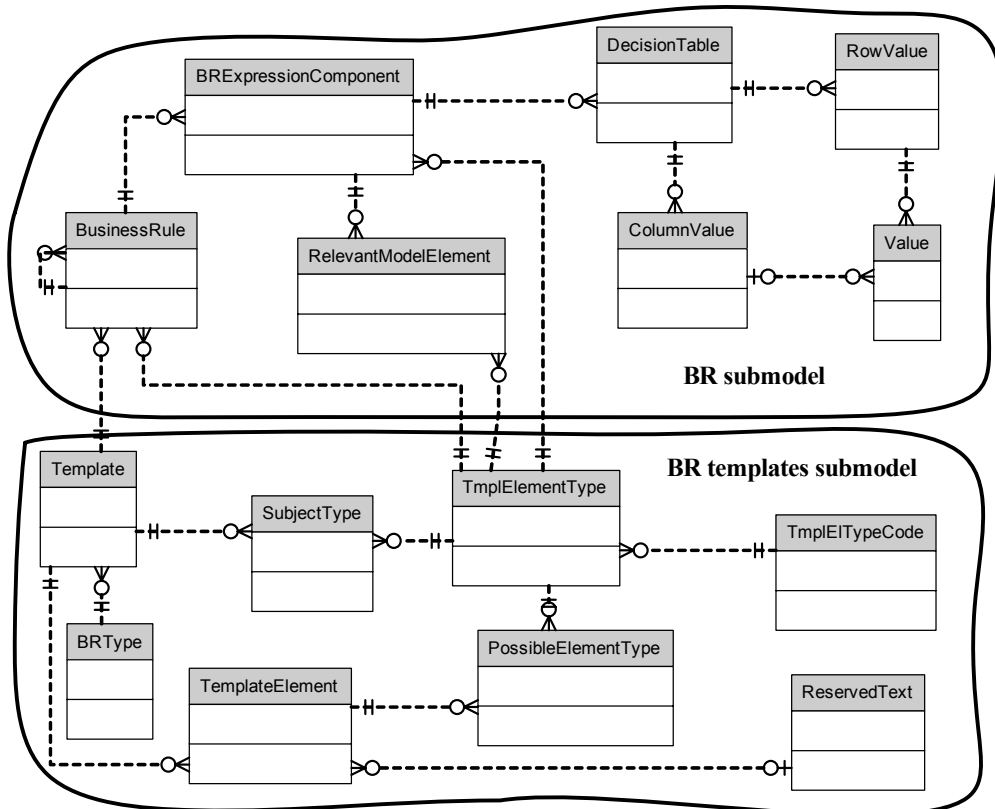 DecisionTable
RowValue
BRExpressionComponent
BusinessRule
RelevantModelElement
ColumnValue
Value
BR submodel
BR templates submodel
Template
TmplElementType
SubjectType
TmplElTypeCode
BRType
PossibleElementType
TemplateElement
ReservedText